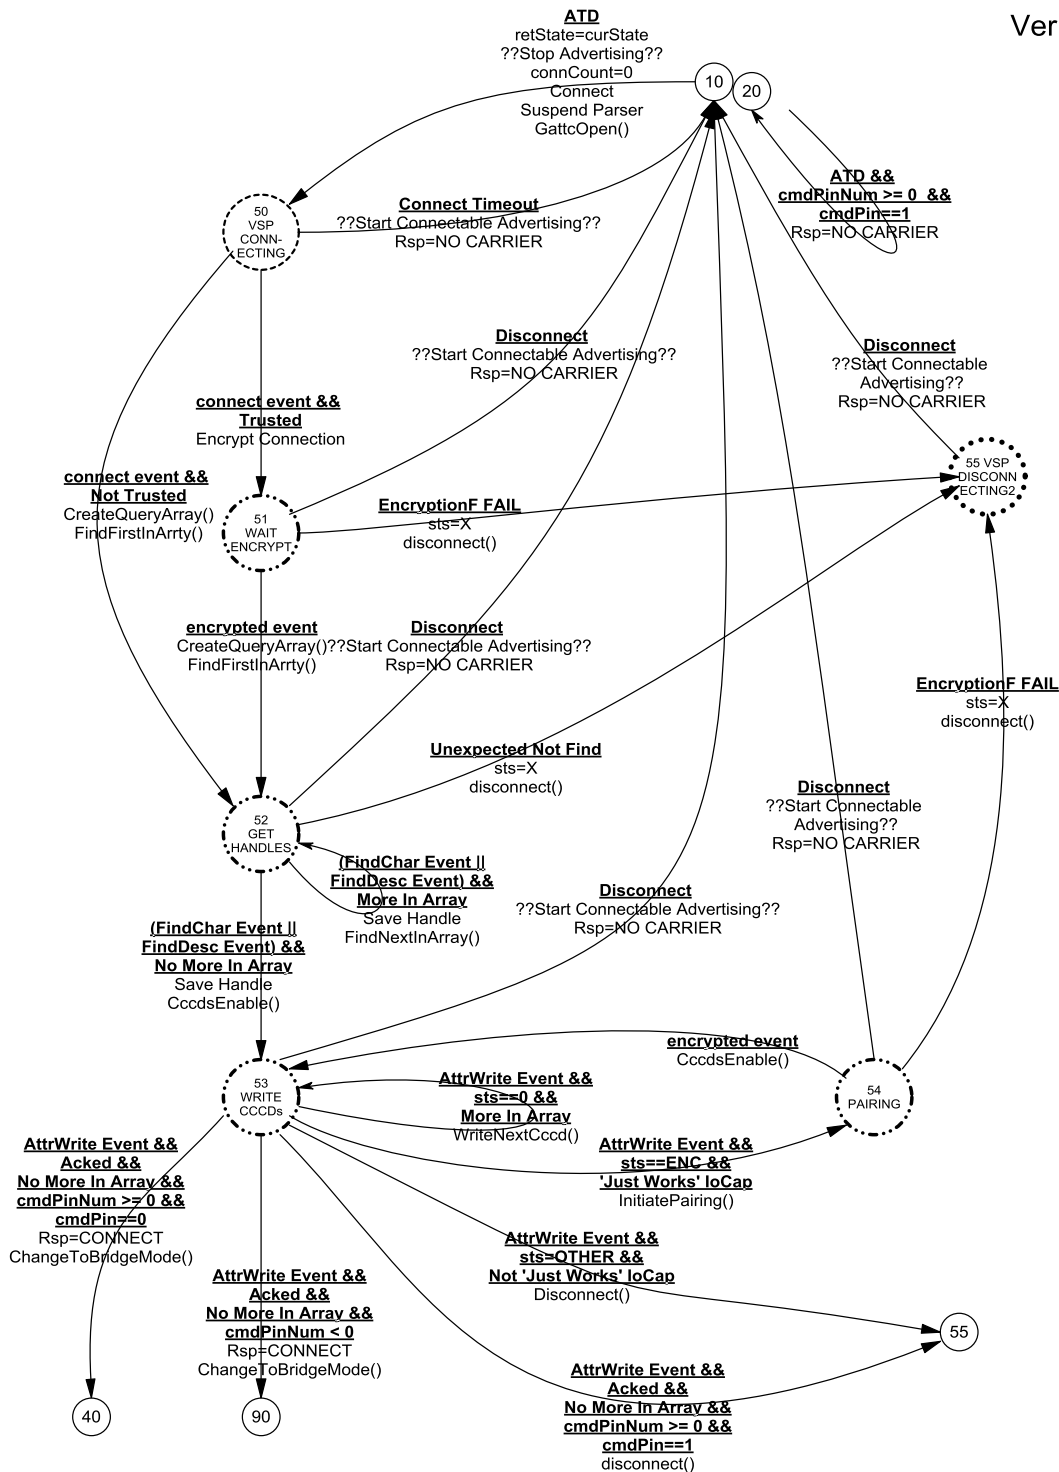 Ver
ATD
retState=curState
??Stop Advertising??
connCount=0
Connect
Suspend Parser
GattcOpen()
10
20
ATD &&
cmdPinNum >= 0  &&
cmdPin==1
Rsp=NO CARRIER
50
VSP
CONN-
ECTING
Connect Timeout
??Start Connectable Advertising??
Rsp=NO CARRIER
Disconnect
??Start Connectable Advertising??
Rsp=NO CARRIER
Disconnect
??Start Connectable
Advertising??
Rsp=NO CARRIER
connect event &&
Trusted
Encrypt Connection
connect event &&
Not Trusted
CreateQueryArray()
FindFirstInArrty()
55 VSP
DISCONN
ECTING2
51
WAIT
ENCRYPT
EncryptionF FAIL
sts=X
disconnect()
encrypted event
CreateQueryArray()
FindFirstInArrty()
Disconnect
??Start Connectable Advertising??
Rsp=NO CARRIER
EncryptionF FAIL
sts=X
disconnect()
Unexpected Not Find
sts=X
disconnect()
Disconnect
??Start Connectable
Advertising??
Rsp=NO CARRIER
52
GET
HANDLES
(FindChar Event ||
FindDesc Event) &&
More In Array
Save Handle
FindNextInArray()
Disconnect
??Start Connectable Advertising??
Rsp=NO CARRIER
(FindChar Event ||
FindDesc Event) &&
No More In Array
Save Handle
CccdsEnable()
encrypted event
CccdsEnable()
53
WRITE
CCCDs
AttrWrite Event &&
sts==0 &&
More In Array
WriteNextCccd()
54
PAIRING
AttrWrite Event &&
sts==ENC &&
'Just Works' IoCap
InitiatePairing()
AttrWrite Event &&
Acked &&
No More In Array &&
cmdPinNum >= 0 &&
cmdPin==0
Rsp=CONNECT
ChangeToBridgeMode()
AttrWrite Event &&
sts=OTHER &&
Not 'Just Works' IoCap
Disconnect()
AttrWrite Event &&
Acked &&
No More In Array &&
cmdPinNum < 0
Rsp=CONNECT
ChangeToBridgeMode()
55
AttrWrite Event &&
Acked &&
No More In Array &&
cmdPinNum >= 0 &&
cmdPin==1
disconnect()
40
90